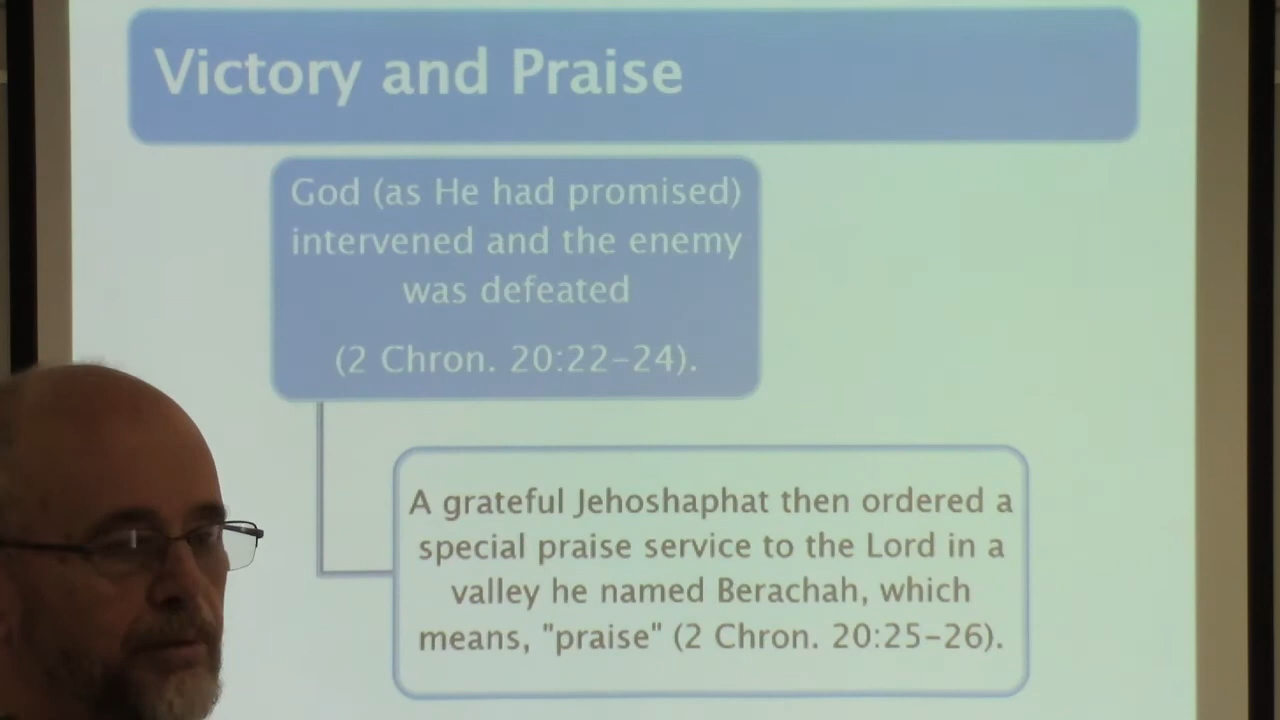 Victory and Praise
God (as He had promised)
intervened and the enemy
was defeated
(2 Chron. 20:22-24).
A grateful Jehoshaphat then ordered a
special praise service to the Lord in a
valley he named Berachah, which
means, "praise" (2 Chron. 20:25-26).